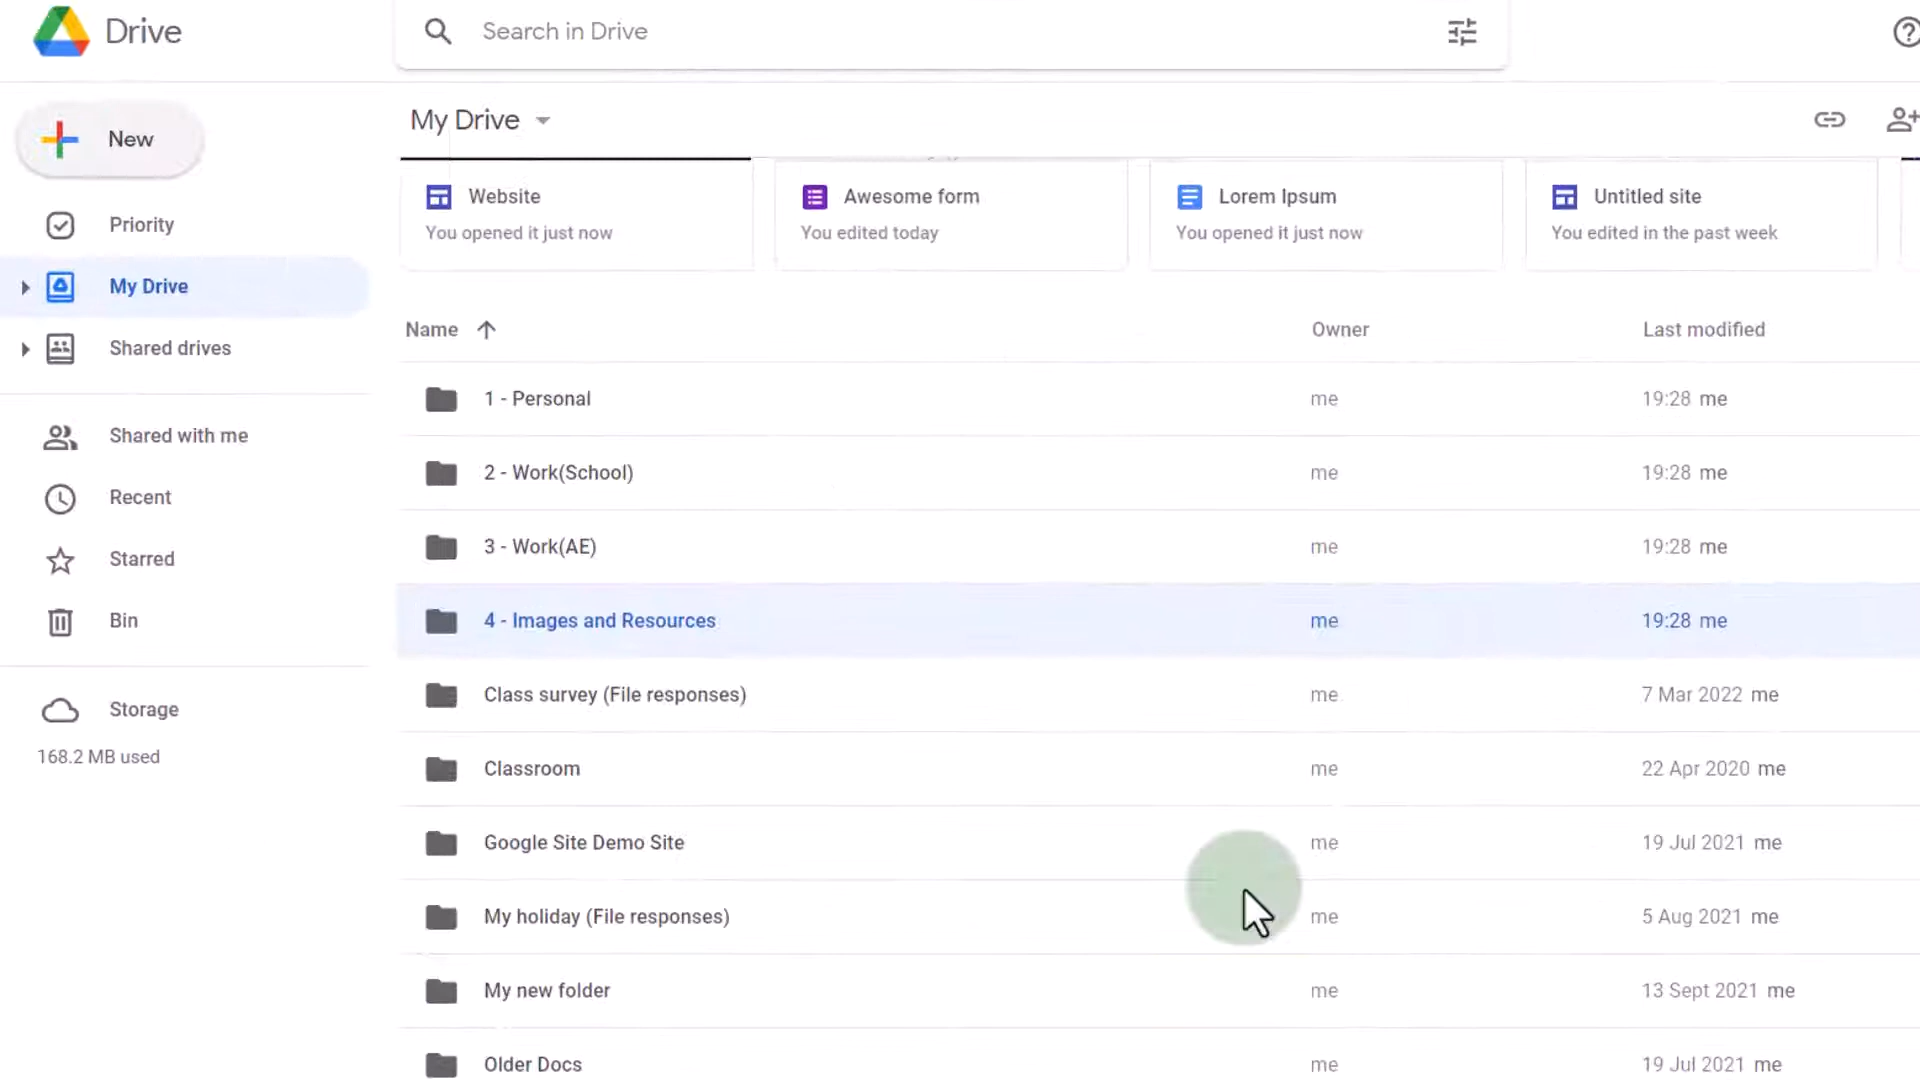 Drive
Search in Drive
New
My Drive
Priority
My Drive
Shared drives
Shared with me
Recent
Starred
Bin
Storage
168.2 MB used
Website
You opened it just now
Awesome form
You edited today
Lorem Ipsum
You opened it just now
Untitled site
You edited in the past week
Name Owner Last modified
1 - Personal me 19:28 me
2 - Work(School) me 19:28 me
3 - Work(AE) me 19:28 me
4 - Images and Resources me 19:28 me
Class survey (File responses) me 7 Mar 2022 me
Classroom me 22 Apr 2020 me
Google Site Demo Site me 19 Jul 2021 me
My holiday (File responses) me 5 Aug 2021 me
My new folder me 13 Sept 2021 me
Older Docs me 19 Jul 2021 me